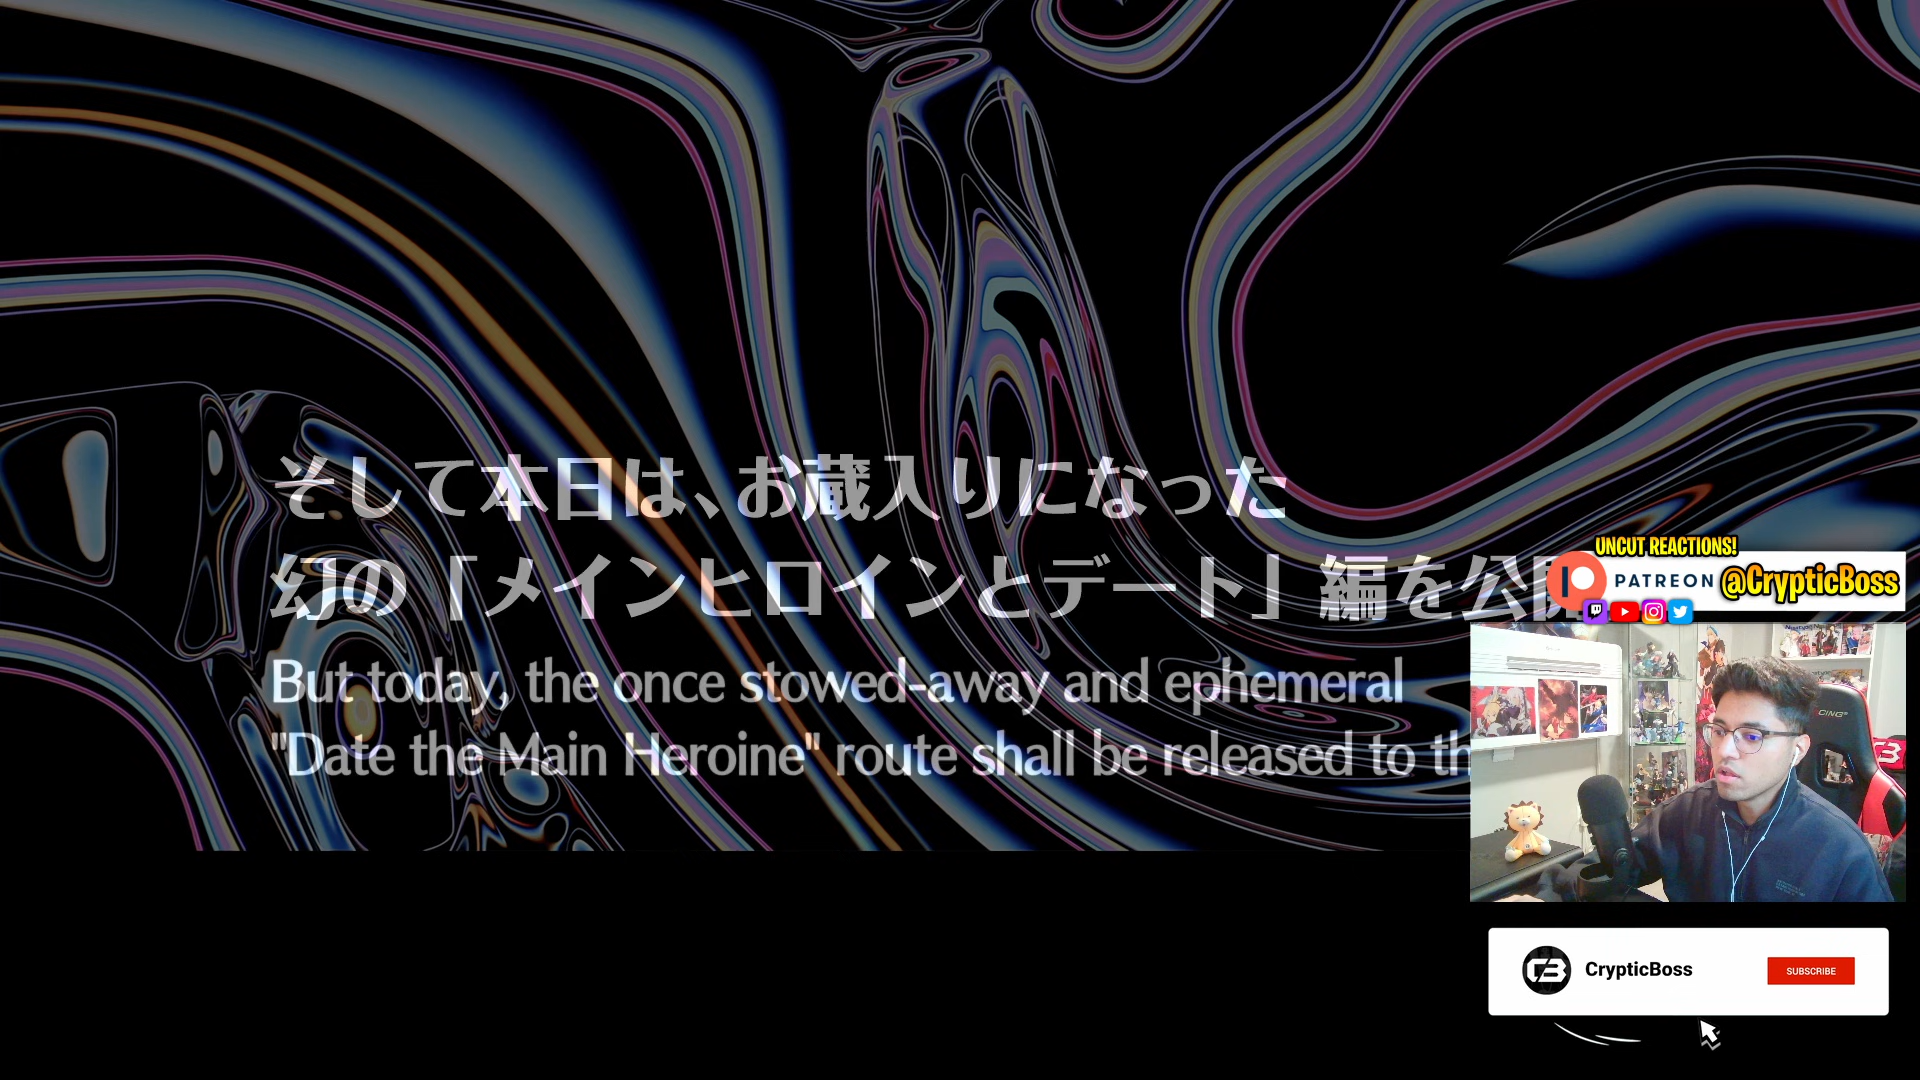 そして本日は、お蔵入りになった
幻の「メインヒロインとデート」編を公開
But today, the once stowed-away and ephemeral
"Date the Main Heroine" route shall be released to th
UNCUT REACTIONS!
PATREON @CrypticBoss
CING
CrypticBoss
SUBSCRIBE